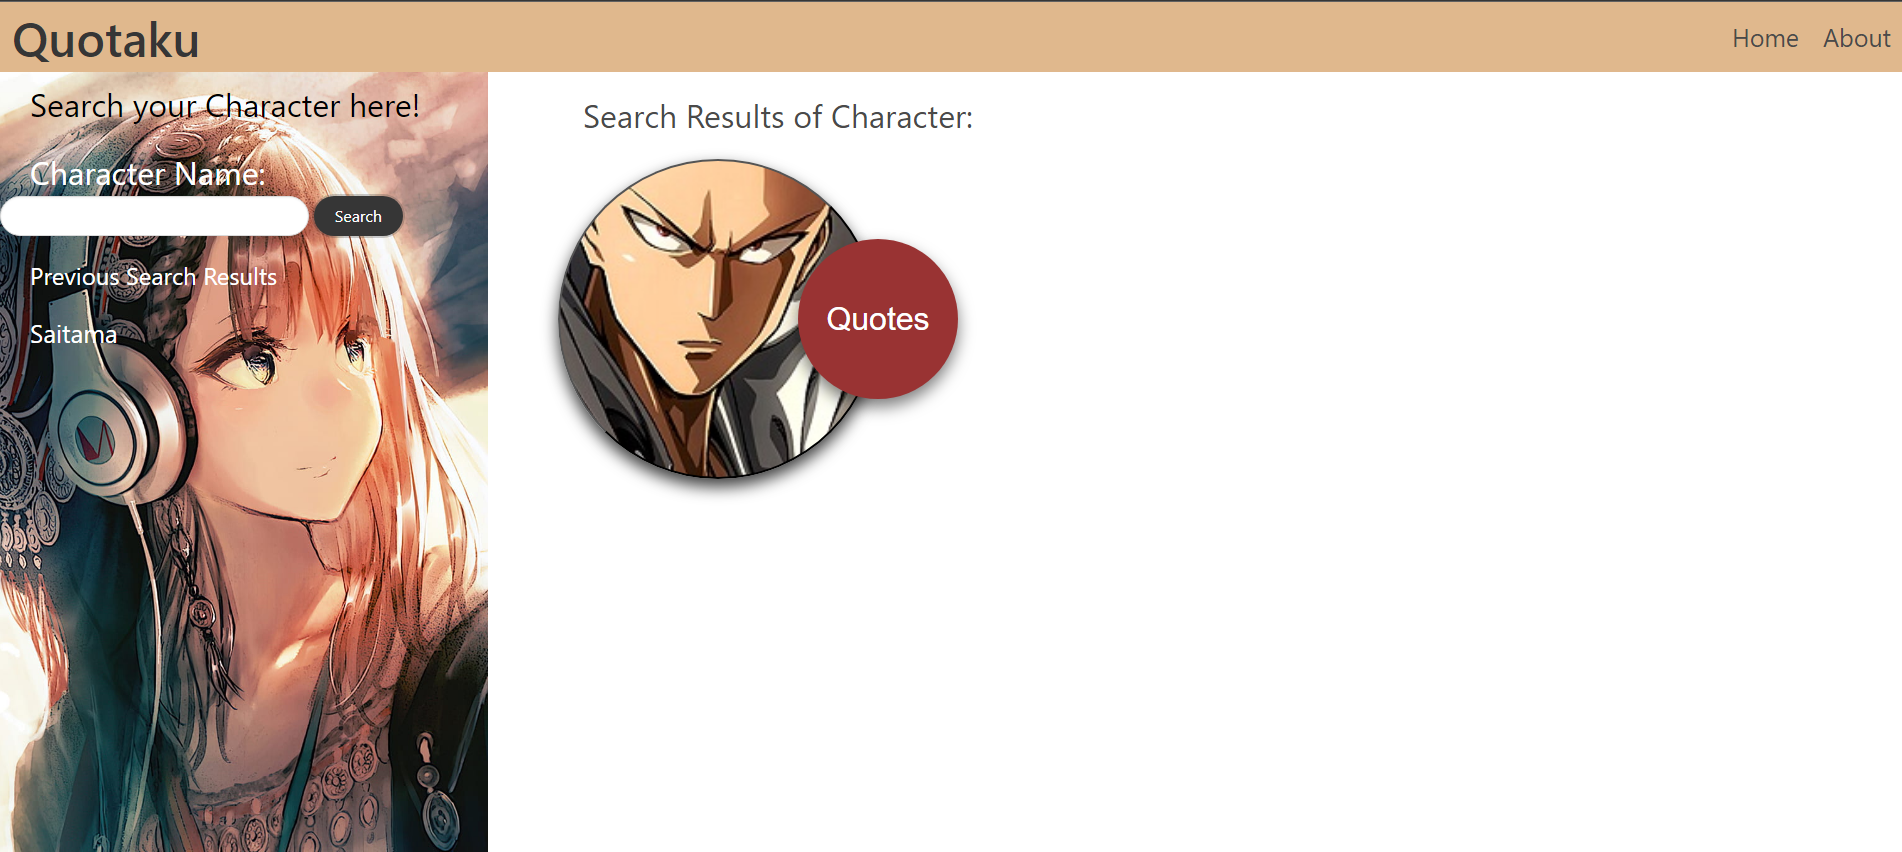 Quotaku
Home About
Search your Character here!
Character Name:
Search
Previous Search Results
Saitama
Search Results of Character:
Quotes